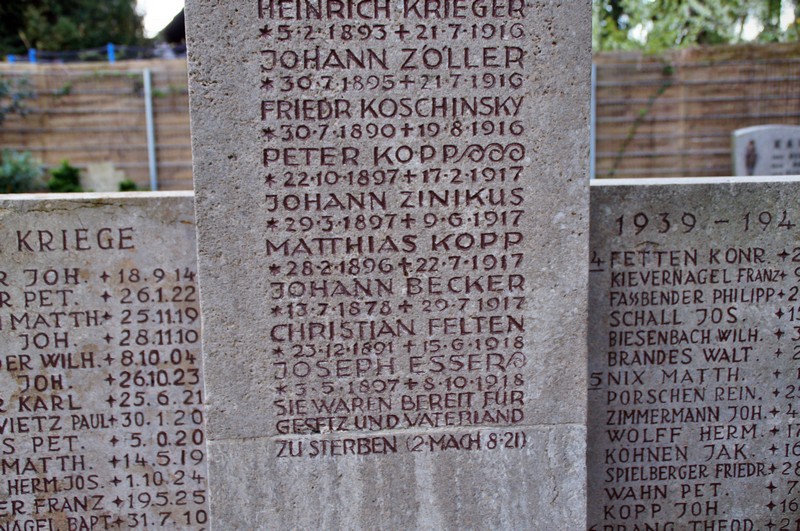 HEINRICH KRIEGER
*5·2·1893+21·7·1916
JOHANN ZÖLLER
*30·7·1895+21·7·1916
FRIEDR KOSCHINSKY
*30·7·1890+19·8·1916
PETER KOPP
*22·10·1897+17·2·1917
JOHANN ZINIKUS
*29·3·1897+9·6·1917
MATTHIAS KOPP
*28·2·1896+22·7·1917
JOHANN BECKER
*13·7·1878+29·7·1917
CHRISTIAN FELTEN
*23·12·1891+15·6·1918
JOSEPH ESSER
*3·5·1897+8·10·1918
SIE WAREN BEREIT FÜR
GESETZ UND VATERLAND
ZU STERBEN (2·MACH 8·21)
KRIEGE
JOH. +18.9.14
PET. +26.1.22
MATTH +25.11.19
JOH. +28.11.10
WILH. +8.10.04
JOH. +26.10.23
KARL +25.6.21
PAUL +30.1.20
PET. +5.0.20
MATTH. +14.5.19
HERM.JOS. +1.10.24
FRANZ +19.5.25
BAPT +31.7.10
1939 -
FETTEN KONR.
KIEVERNAGEL FRANZ
FASSBENDER PHILIPP
SCHALL JOS.
BIESENBACH WILH.
BRANDES WALT.
NIX MATTH.
PORSCHEN REIN.
ZIMMERMANN JOH.
WOLFF HERM.
KÖHNEN JAK.
SPIELBERGER FRIEDR
WAHN PET.
KOPP JOH.